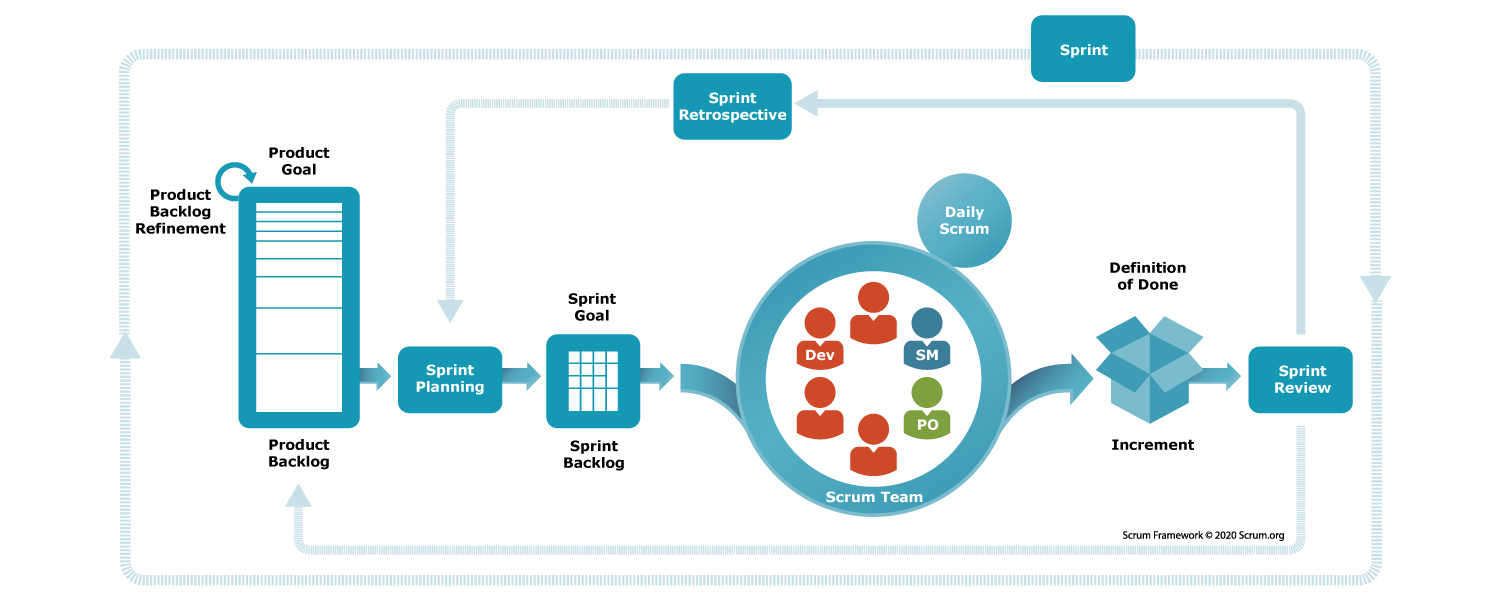 Sprint
Sprint
Retrospective
Product
Goal
Product
Backlog
Refinement
Daily
Scrum
Definition
of Done
Sprint
Goal
Sprint
Planning
Dev
SM
PO
Sprint
Review
Product
Backlog
Sprint
Backlog
Scrum Team
Increment
Scrum Framework © 2020 Scrum.org